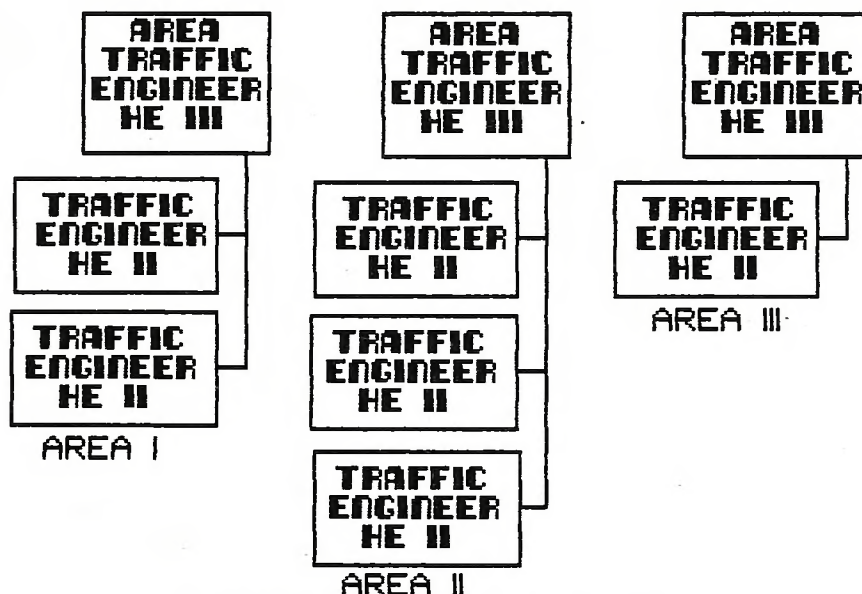 AREA
TRAFFIC
ENGINEER
HE III
TRAFFIC
ENGINEER
HE II
TRAFFIC
ENGINEER
HE II
AREA I
AREA
TRAFFIC
ENGINEER
HE III
TRAFFIC
ENGINEER
HE II
TRAFFIC
ENGINEER
HE II
TRAFFIC
ENGINEER
HE II
AREA II
AREA
TRAFFIC
ENGINEER
HE III
TRAFFIC
ENGINEER
HE II
AREA III